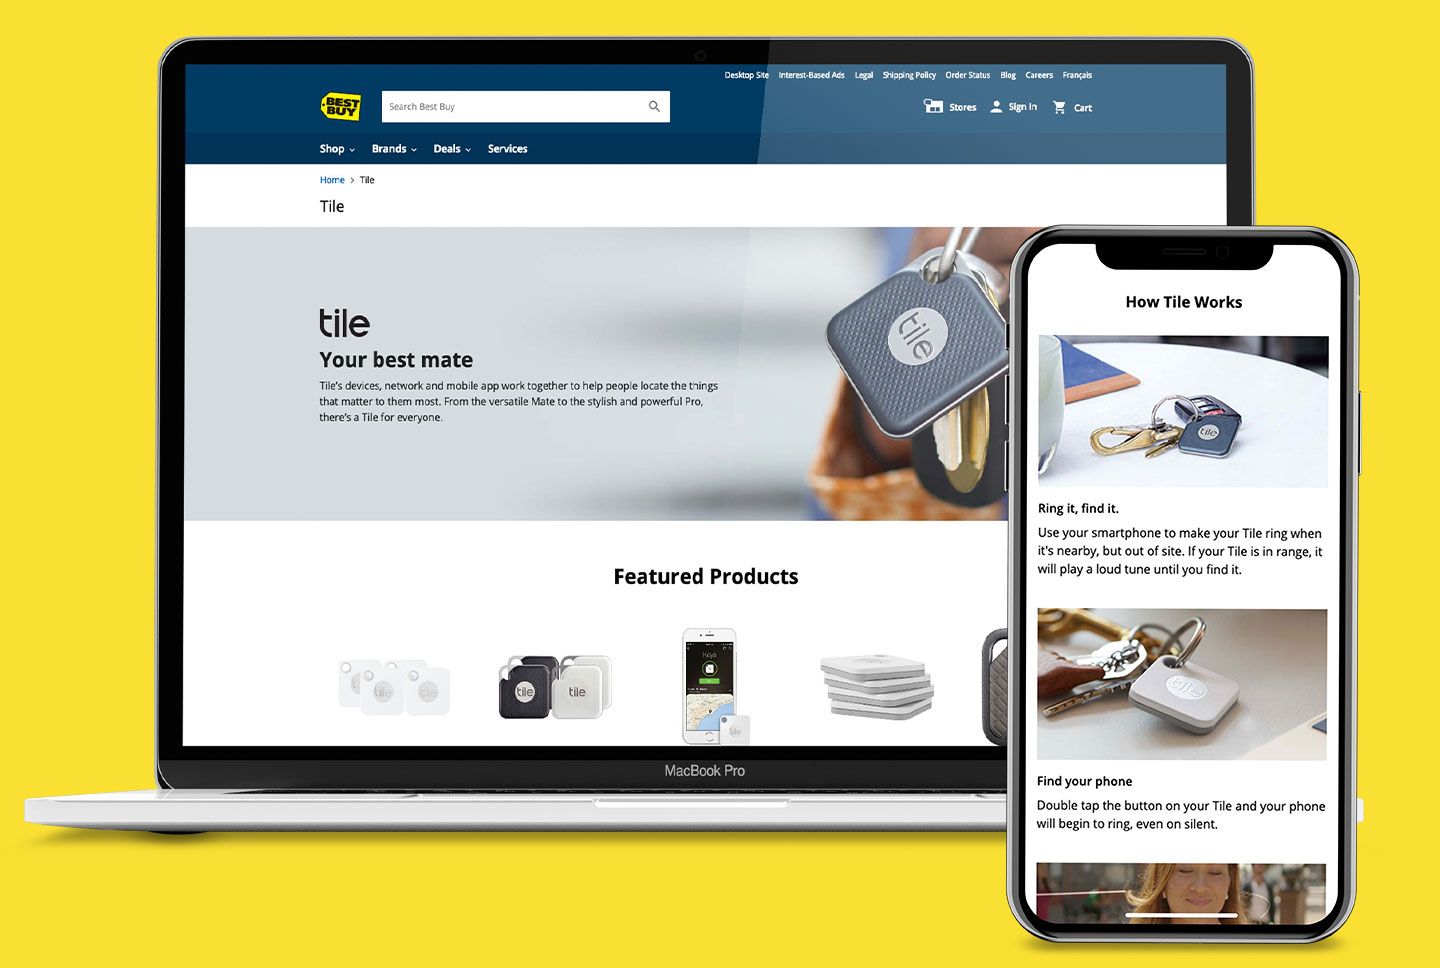 Desktop Site Interest-Based Ads Legal Shipping Policy Order Status Blog Careers Français
BEST
BUY
Search Best Buy
Stores Sign In Cart
Shop Brands Deals Services
Home > Tile
Tile
tile
Your best mate
Tile's devices, network and mobile app work together to help people locate the things
that matter to them most. From the versatile Mate to the stylish and powerful Pro,
there's a Tile for everyone.
tile
Featured Products
tile
tile
tile
tile
Keys
tile
MacBook Pro
How Tile Works
tile
Ring it, find it.
Use your smartphone to make your Tile ring when
it's nearby, but out of site. If your Tile is in range, it
will play a loud tune until you find it.
tile
Find your phone
Double tap the button on your Tile and your phone
will begin to ring, even on silent.